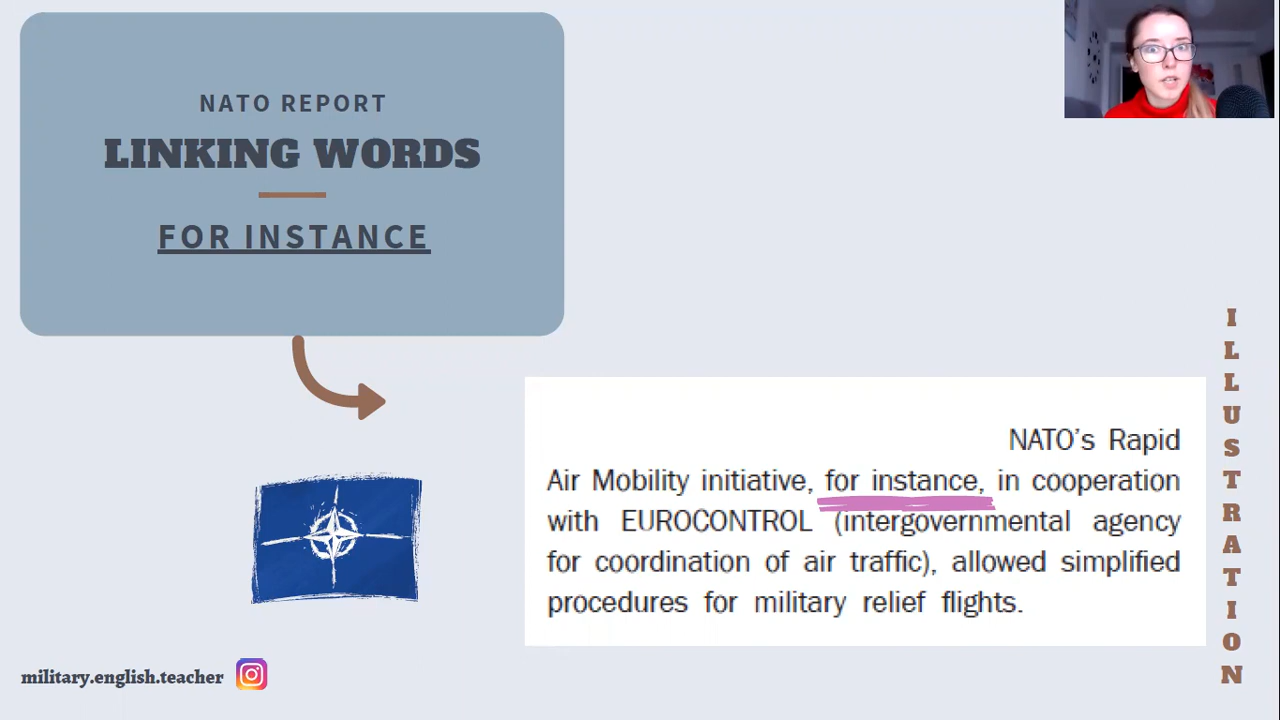 NATO REPORT
LINKING WORDS
FOR INSTANCE
NATO's Rapid
Air Mobility initiative, for instance, in cooperation
with EUROCONTROL (intergovernmental agency
for coordination of air traffic), allowed simplified
procedures for military relief flights.
ILLUSTRATION
military.english.teacher